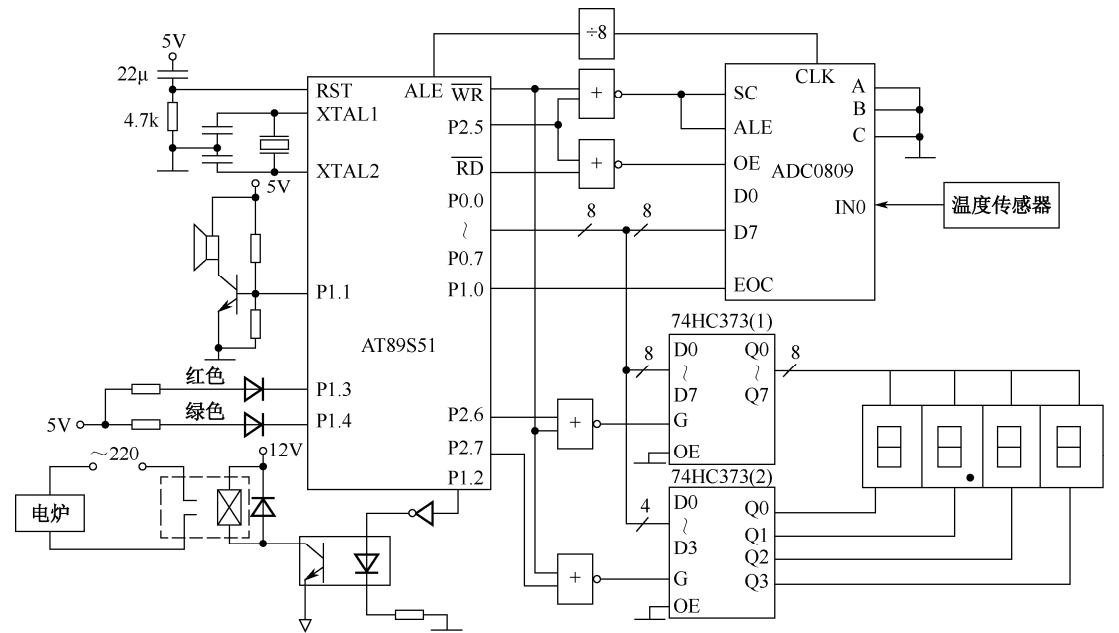 ÷8
5V
22μ
4.7k
RST
XTAL1
XTAL2
ALE
WR
P2.5
RD
P0.0
~
P0.7
P1.0
+
+
CLK
SC
ALE
OE
D0
D7
EOC
ADC0809
A
B
C
IN0
温度传感器
8
8
5V
P1.1
AT89S51
红色
P1.3
绿色
5V
P1.4
P2.6
P2.7
P1.2
~220
12V
电炉
+
+
74HC373(1)
8
D0
~
D7
G
OE
Q0
~
Q7
8
74HC373(2)
4
D0
~
D3
G
OE
Q0
Q1
Q2
Q3